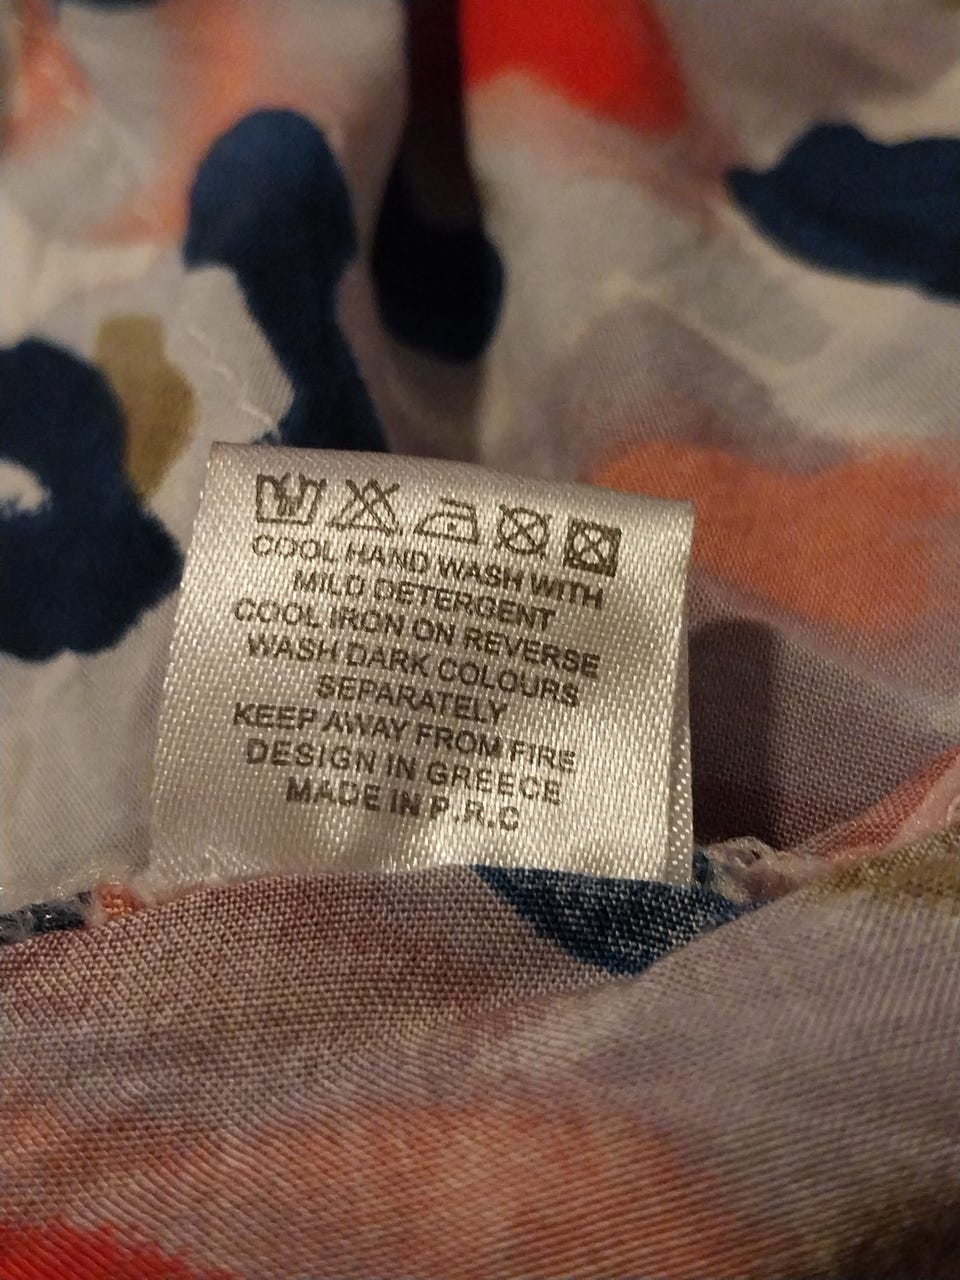 COOL HAND WASH WITH
MILD DETERGENT
COOL IRON ON REVERSE
WASH DARK COLOURS
SEPARATELY
KEEP AWAY FROM FIRE
DESIGN IN GREECE
MADE IN P.R.C